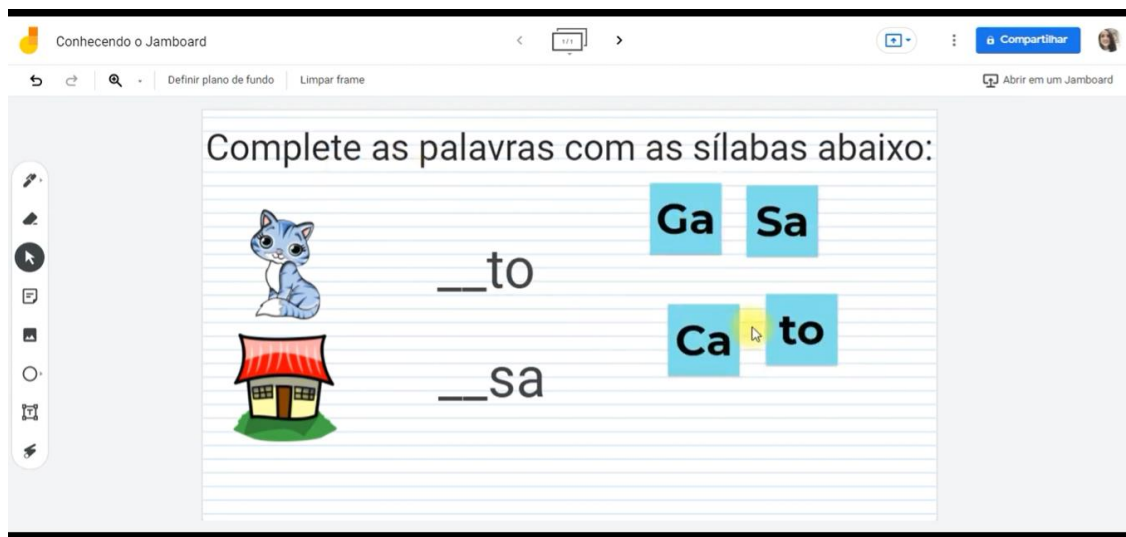 Conhecendo o Jamboard
1/1
Compartilhar
Definir plano de fundo
Limpar frame
Abrir em um Jamboard
Complete as palavras com as sílabas abaixo:
Ga Sa
__to
Ca to
__sa